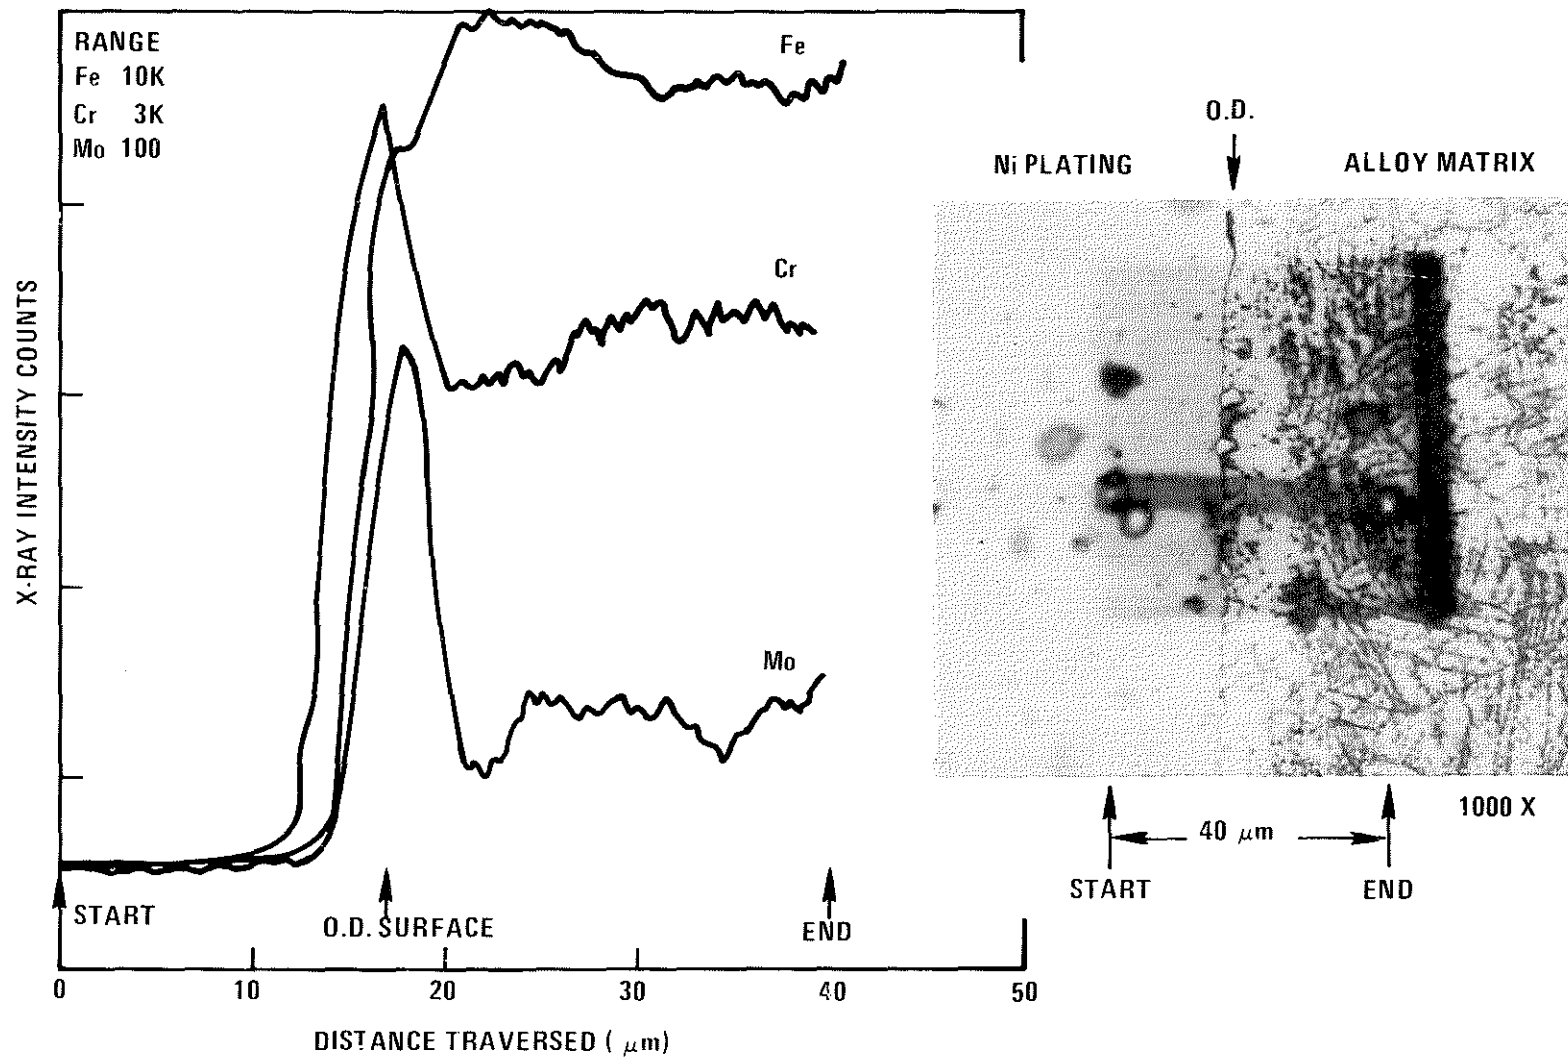 RANGE
Fe 10K
Cr 3K
Mo 100
Fe
Cr
Mo
X-RAY INTENSITY COUNTS
START
O.D. SURFACE
END
0 10 20 30 40 50
DISTANCE TRAVERSED ( μm)
O.D.
Ni PLATING
ALLOY MATRIX
1000 X
40 μm
START
END